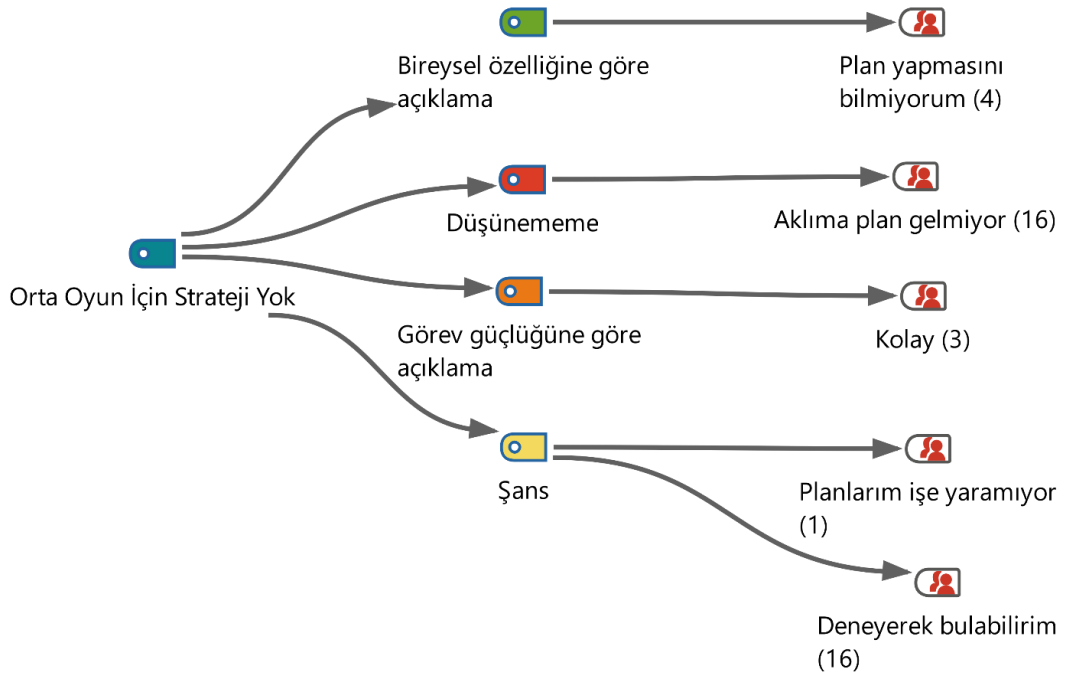 Bireysel özelliğine göre
açıklama
Plan yapmasını
bilmiyorum (4)
Düşünememe
Aklıma plan gelmiyor (16)
Orta Oyun İçin Strateji Yok
Görev güçlüğüne göre
açıklama
Kolay (3)
Şans
Planlarım işe yaramıyor
(1)
Deneyerek bulabilirim
(16)